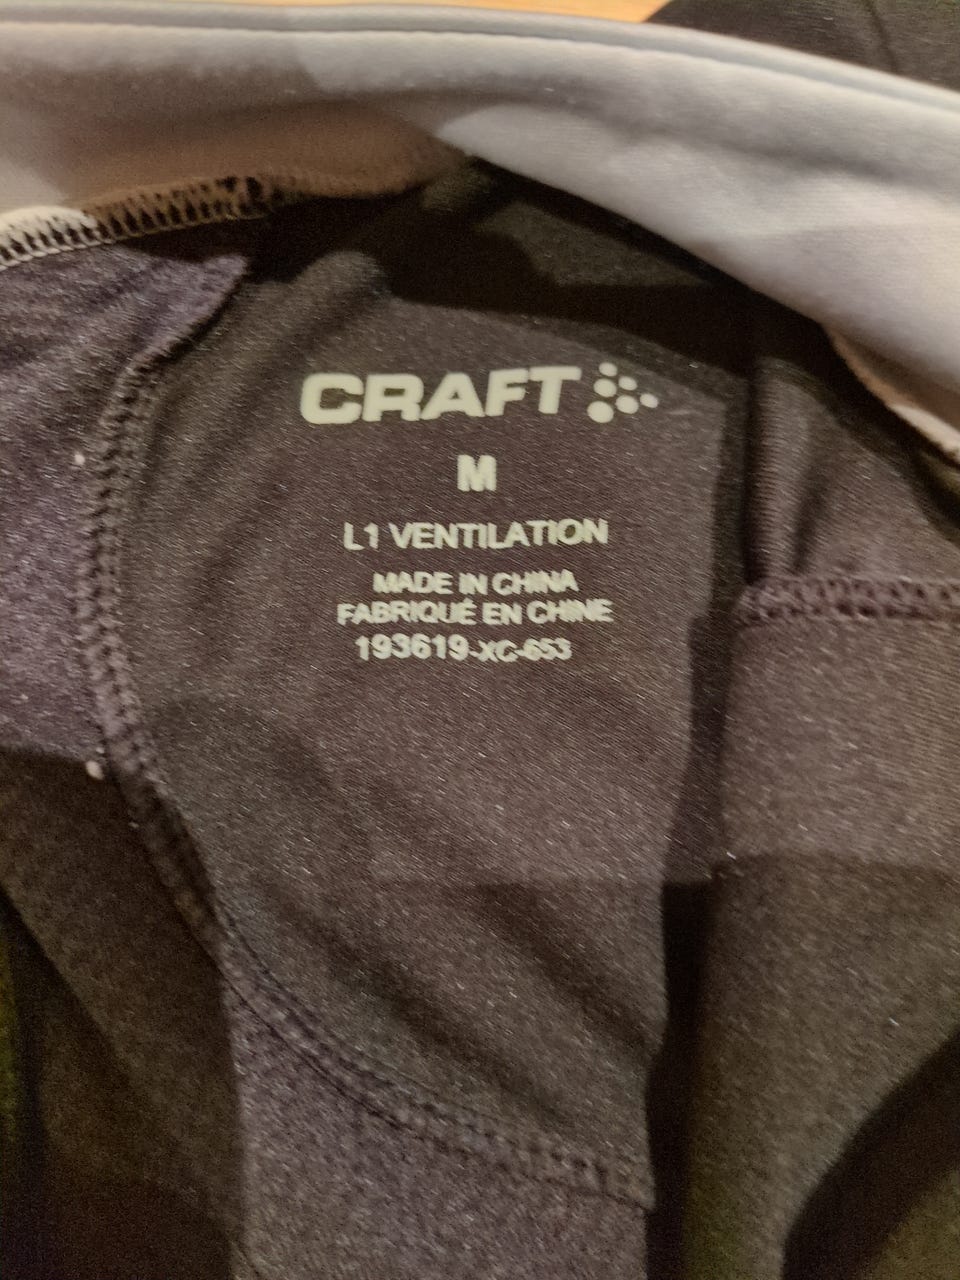 CRAFT
M
L1 VENTILATION
MADE IN CHINA
FABRIQUÉ EN CHINE
193619-XC-653